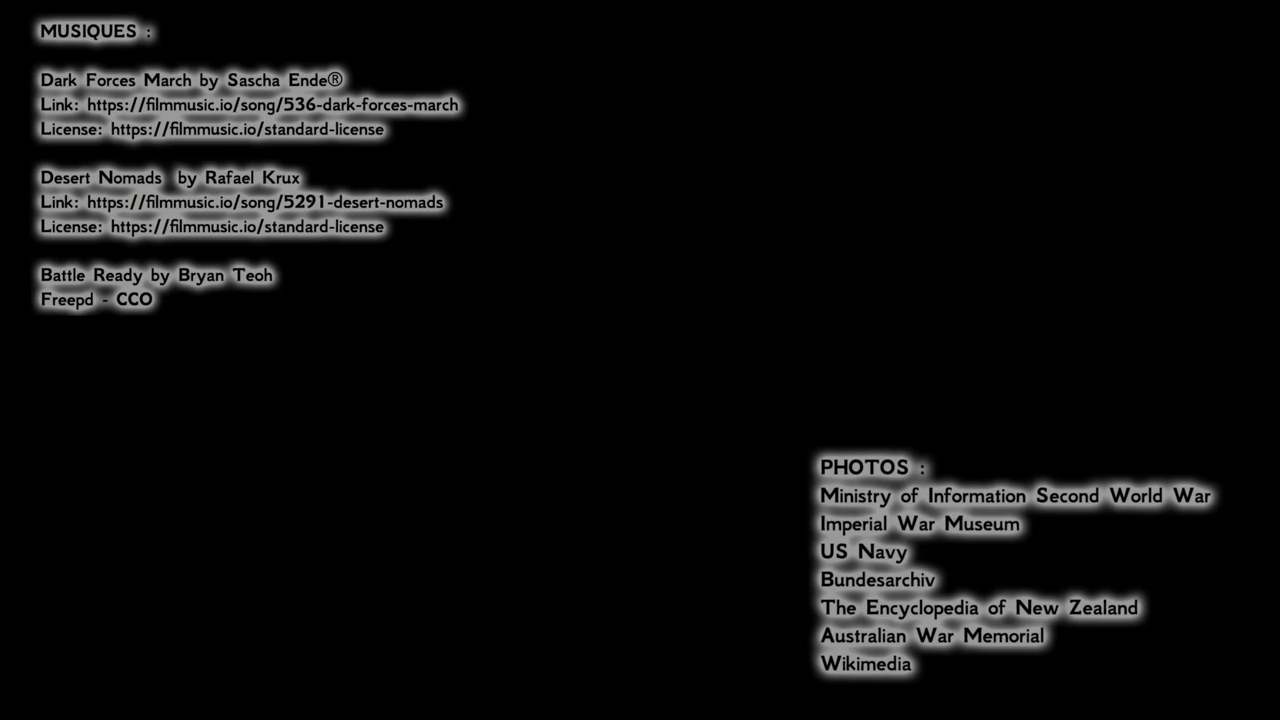 MUSIQUES :
Dark Forces March by Sascha Ende®
Link: https://filmmusic.io/song/536-dark-forces-march
License: https://filmmusic.io/standard-license
Desert Nomads by Rafael Krux
Link: https://filmmusic.io/song/5291-desert-nomads
License: https://filmmusic.io/standard-license
Battle Ready by Bryan Teoh
Freepd - CCO
PHOTOS :
Ministry of Information Second World War
Imperial War Museum
US Navy
Bundesarchiv
The Encyclopedia of New Zealand
Australian War Memorial
Wikimedia